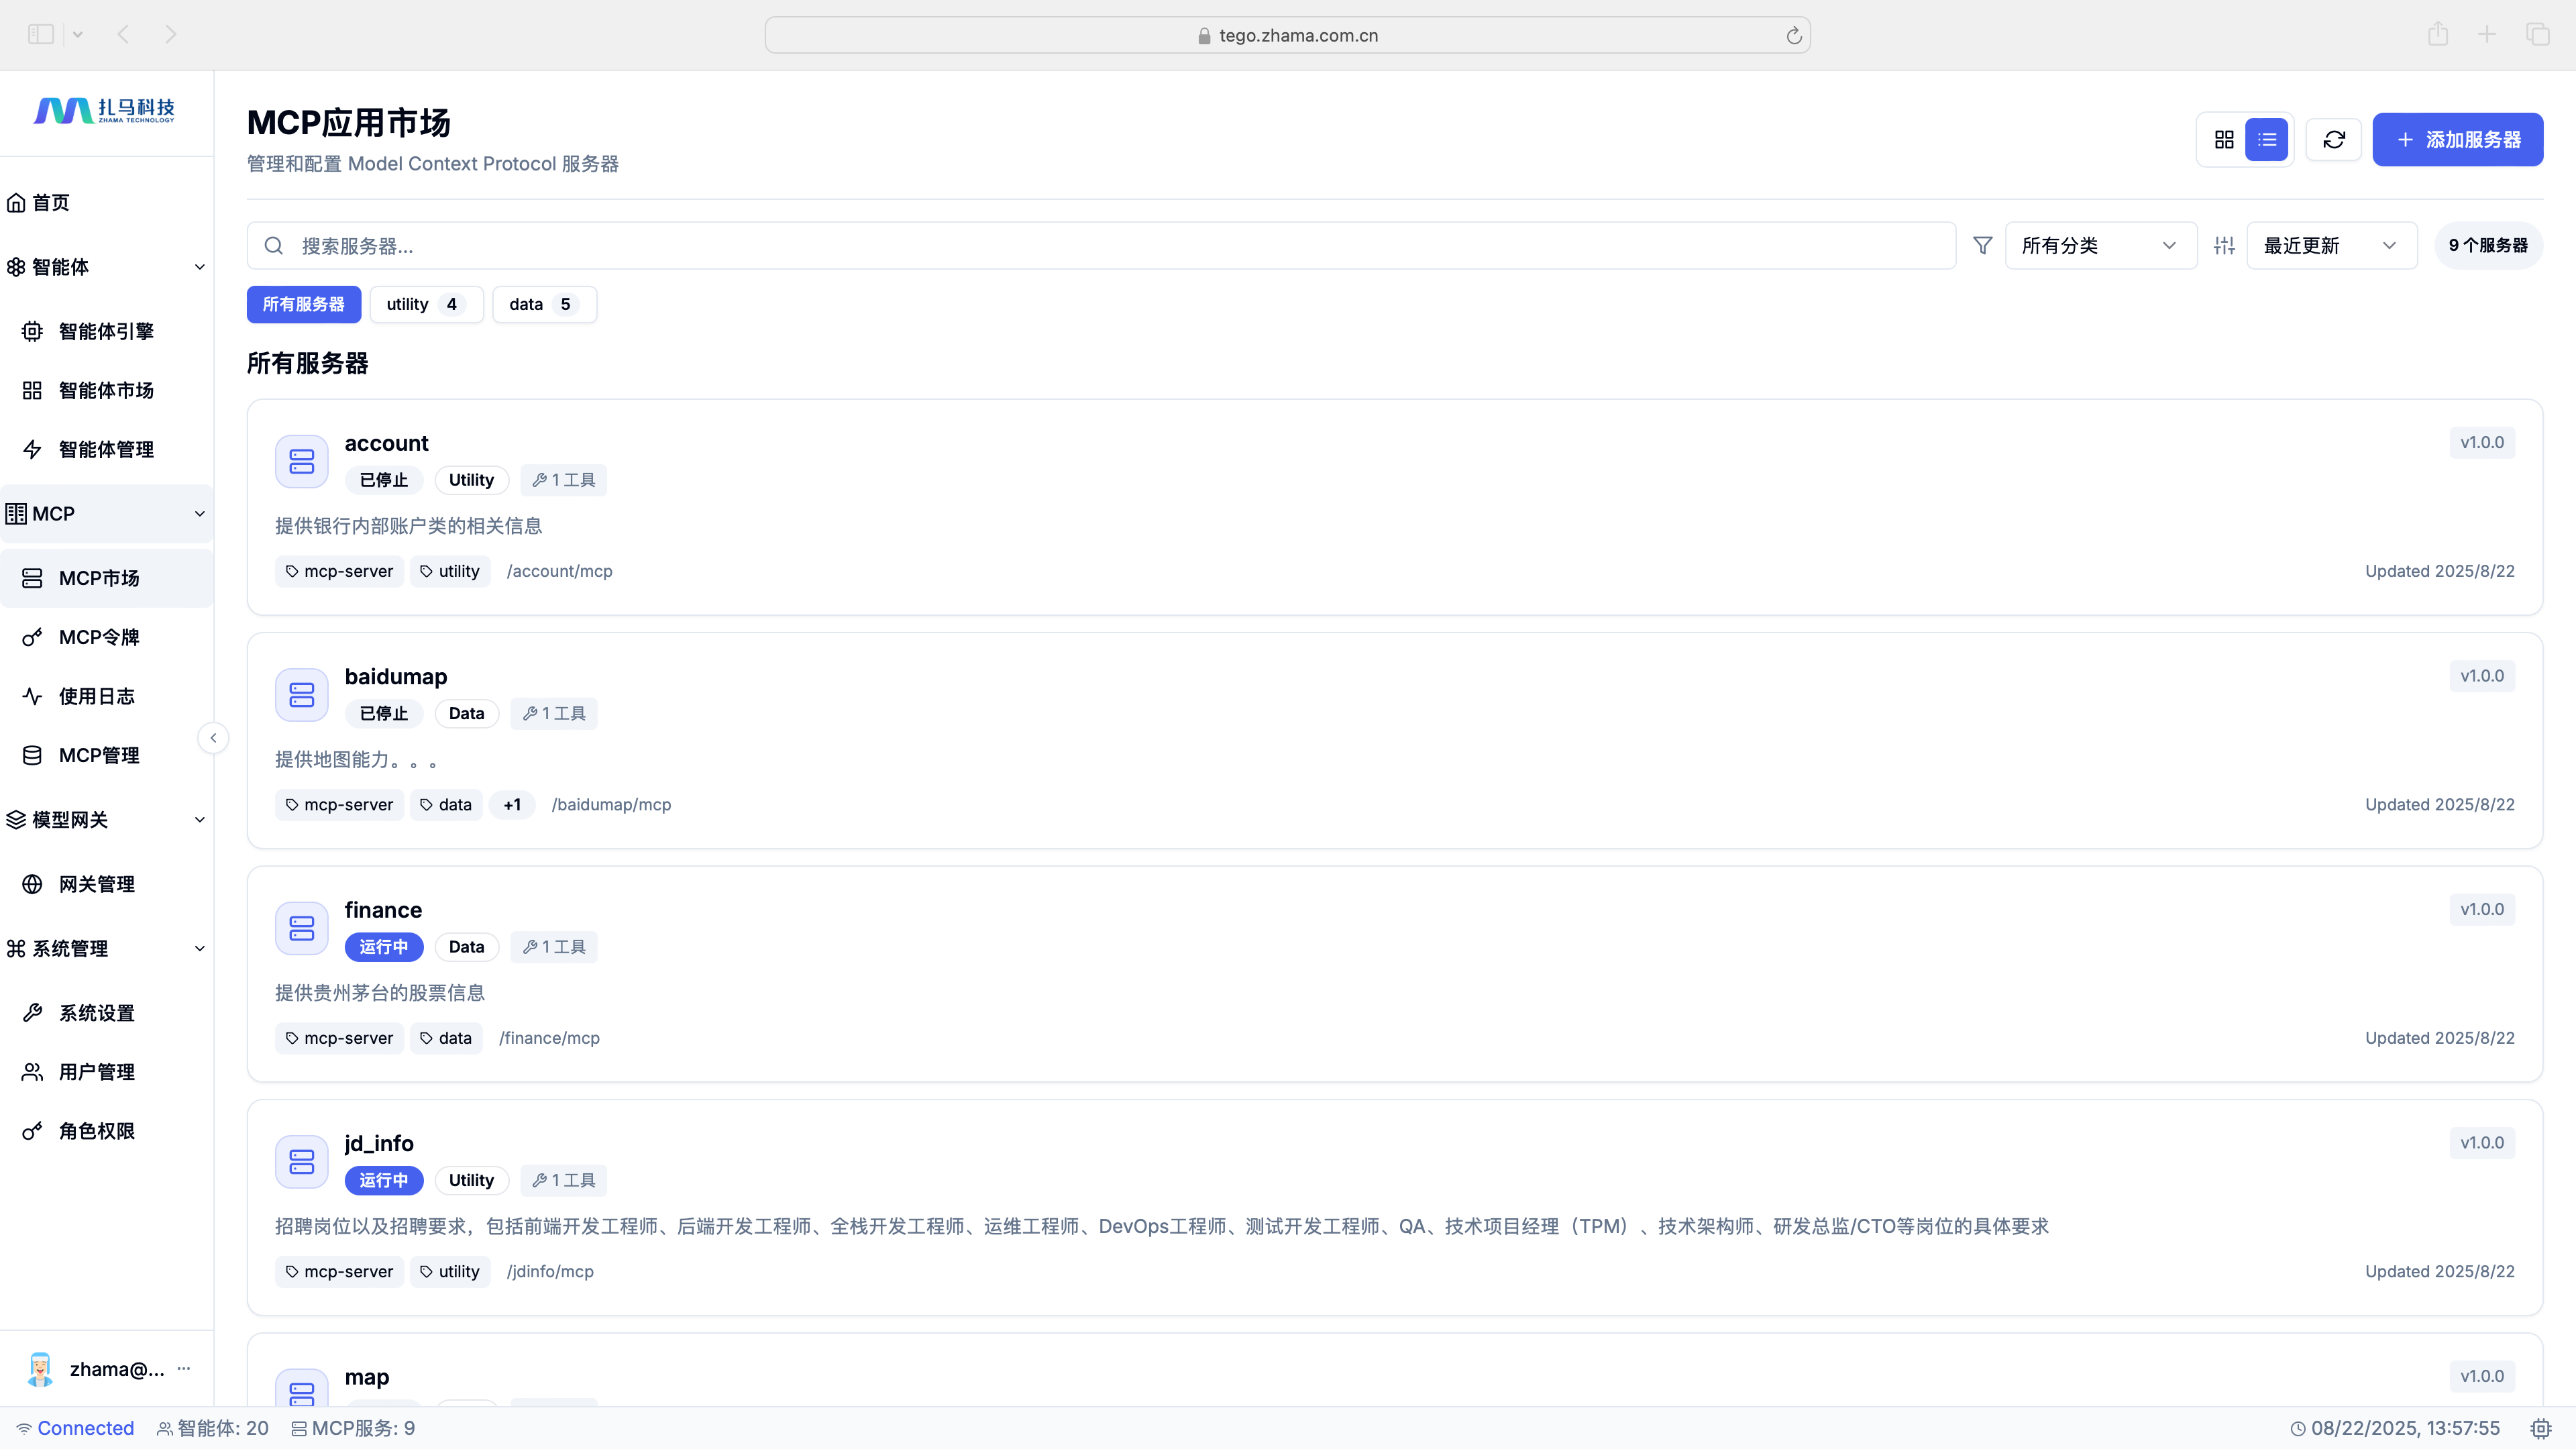 tego.zhama.com.cn
扎马科技
ZHAMA TECHNOLOGY
首页
智能体
智能体引擎
智能体市场
智能体管理
MCP
MCP市场
MCP令牌
使用日志
MCP管理
模型网关
网关管理
系统管理
系统设置
用户管理
角色权限
zhama@... ...
MCP应用市场
管理和配置 Model Context Protocol 服务器
添加服务器
搜索服务器...
所有分类
最近更新
9 个服务器
所有服务器 utility 4 data 5
所有服务器
account
v1.0.0
已停止 Utility 1 工具
提供银行内部账户类的相关信息
mcp-server utility /account/mcp
Updated 2025/8/22
baidumap
v1.0.0
已停止 Data 1 工具
提供地图能力。。。
mcp-server data +1 /baidumap/mcp
Updated 2025/8/22
finance
v1.0.0
运行中 Data 1 工具
提供贵州茅台的股票信息
mcp-server data /finance/mcp
Updated 2025/8/22
jd_info
v1.0.0
运行中 Utility 1 工具
招聘岗位以及招聘要求，包括前端开发工程师、后端开发工程师、全栈开发工程师、运维工程师、DevOps工程师、测试开发工程师、QA、技术项目经理（TPM）、技术架构师、研发总监/CTO等岗位的具体要求
mcp-server utility /jdinfo/mcp
Updated 2025/8/22
map
v1.0.0
Connected 智能体: 20 MCP服务: 9
08/22/2025, 13:57:55